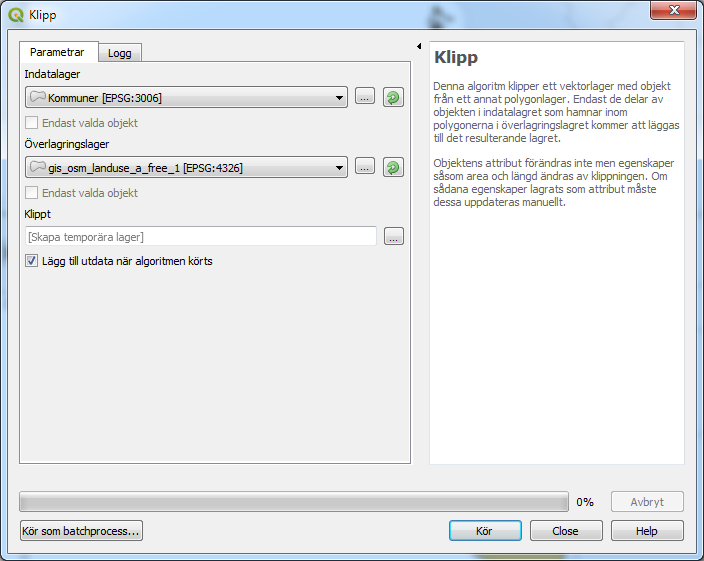 Klipp
Parametrar
Logg
Indatalager
Kommuner [EPSG:3006]
...
Endast valda objekt
Överlagringslager
gis_osm_landuse_a_free_1 [EPSG:4326]
...
Endast valda objekt
Klippt
[Skapa temporära lager]
...
Lägg till utdata när algoritmen körts
Klipp
Denna algoritm klipper ett vektorlager med objekt
från ett annat polygonlager. Endast de delar av
objekten i indatalagret som hamnar inom
polygonerna i överlagringslagret kommer att läggas
till det resulterande lagret.
Objektens attribut förändras inte men egenskaper
såsom area och längd ändras av klippningen. Om
sådana egenskaper lagrats som attribut måste
dessa uppdateras manuellt.
0%
Avbryt
Kör som batchprocess...
Kör
Close
Help